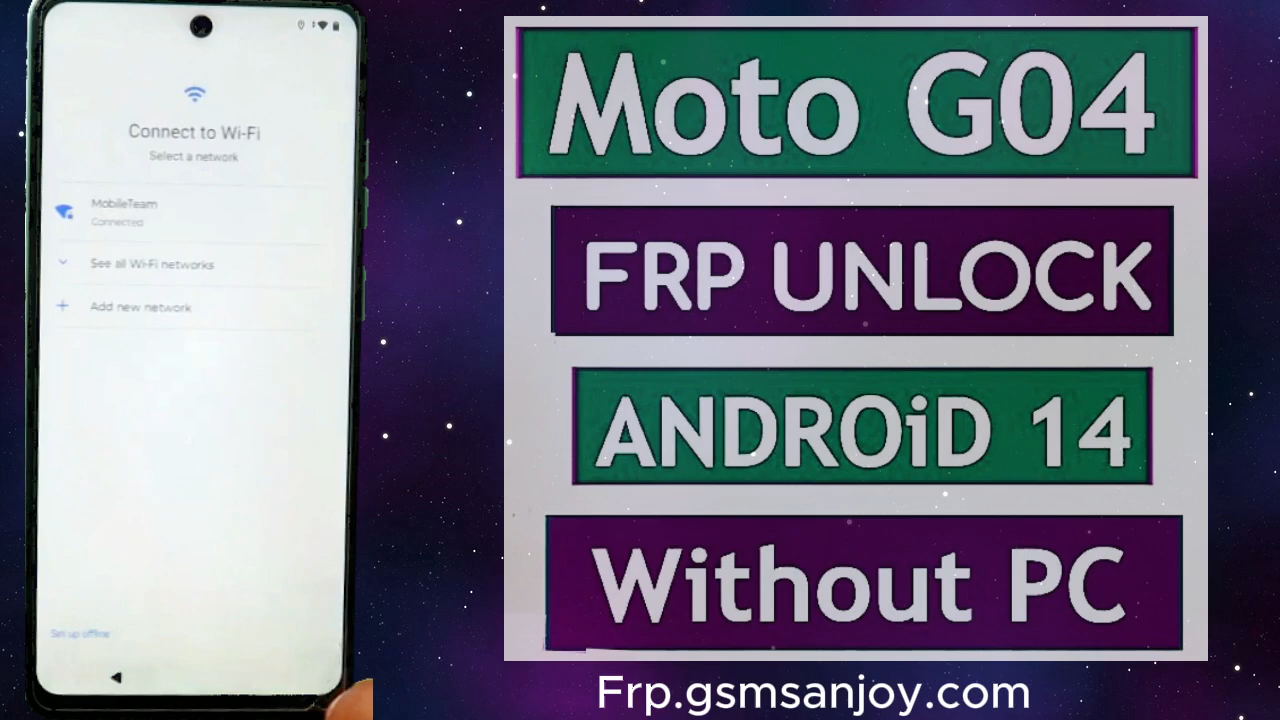 Connect to Wi-Fi
Select a network
MobileTeam
Connected
See all Wi-Fi networks
Add new network
Set up offline
Moto G04
FRP UNLOCK
ANDROiD 14
Without PC
Frp.gsmsanjoy.com